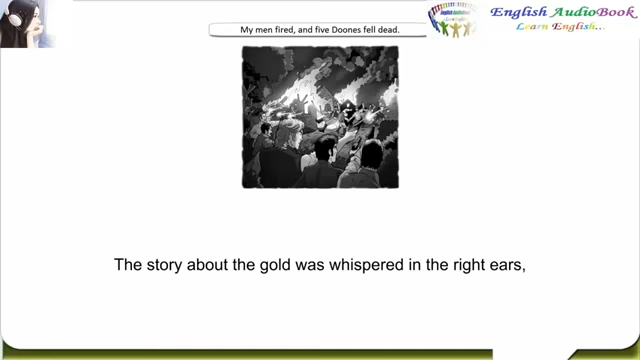 My men fired, and five Doones fell dead.
English AudioBook
Learn English...
The story about the gold was whispered in the right ears,